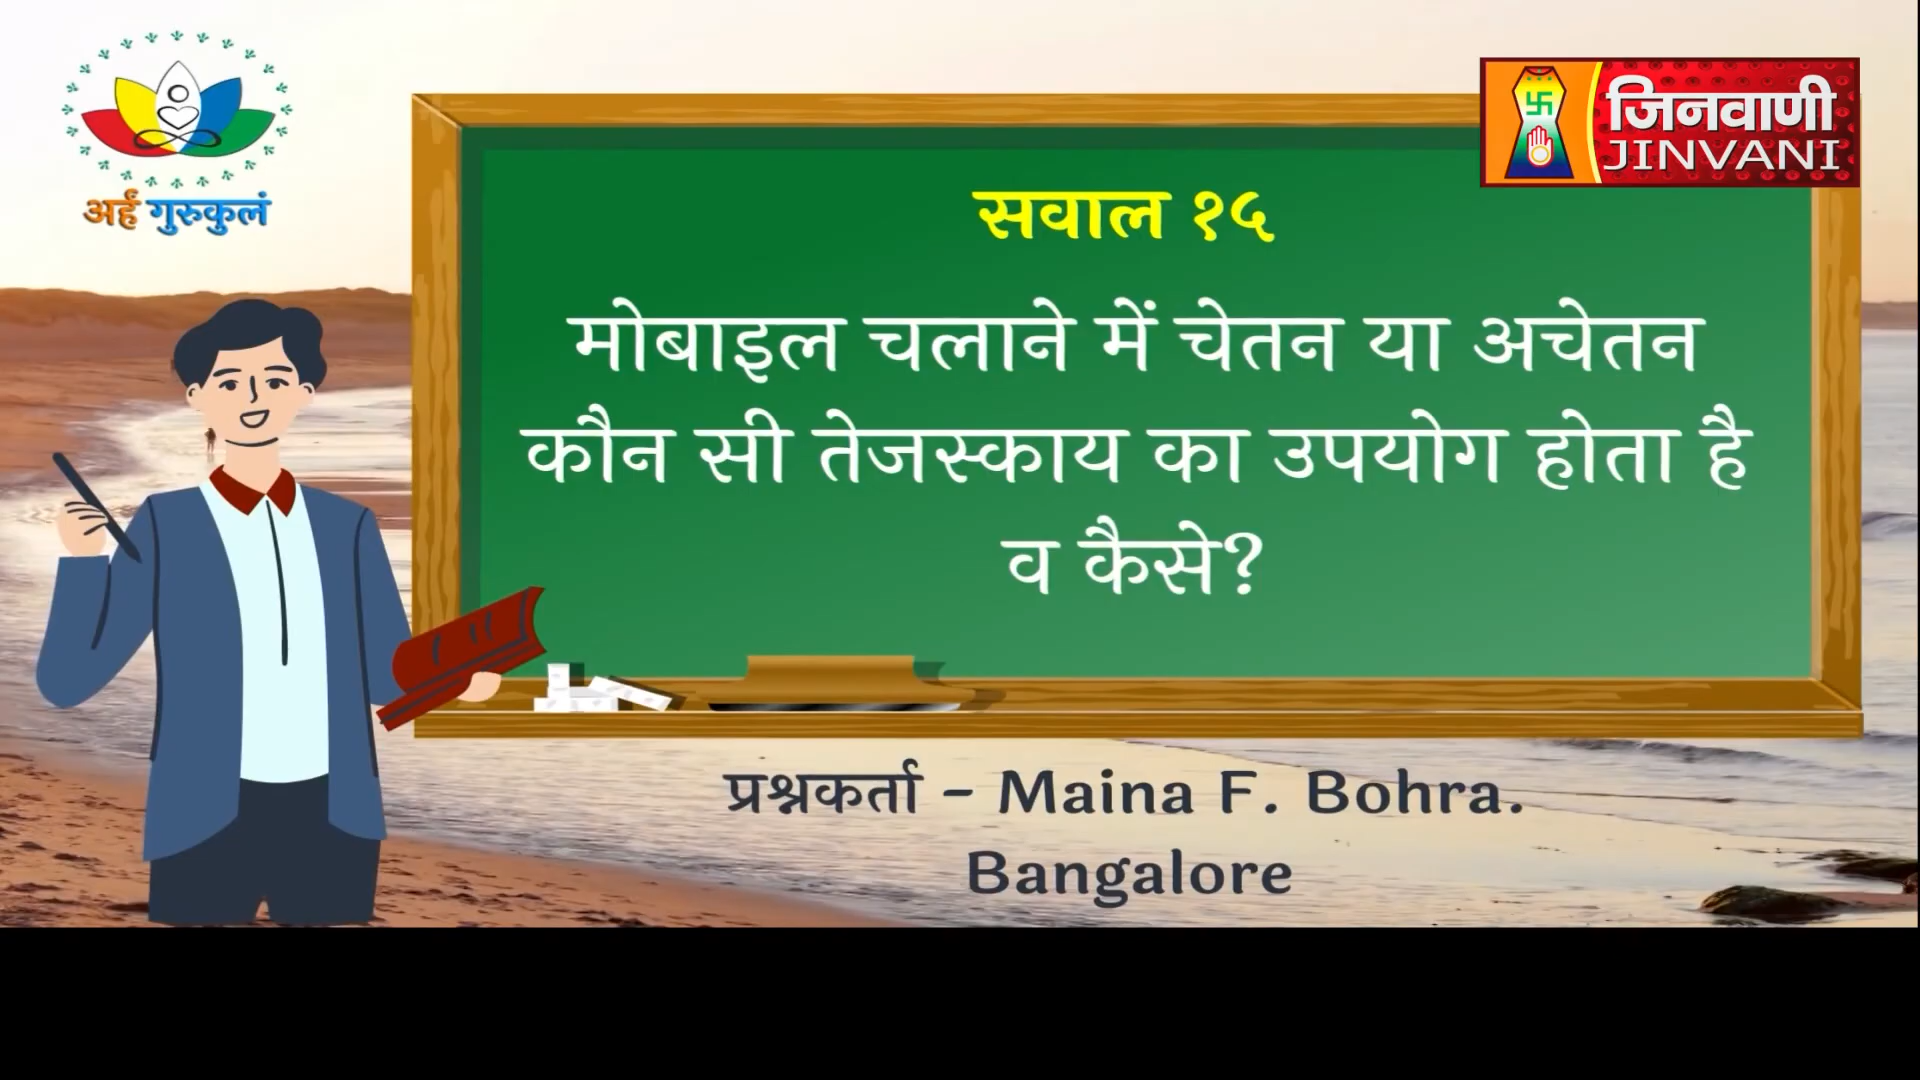 अर्हं गुरुकुलं
जिनवाणी
JINVANI
सवाल १५
मोबाइल चलाने में चेतन या अचेतन
कौन सी तेजस्काय का उपयोग होता है
व कैसे?
प्रश्नकर्ता – Maina F. Bohra.
Bangalore